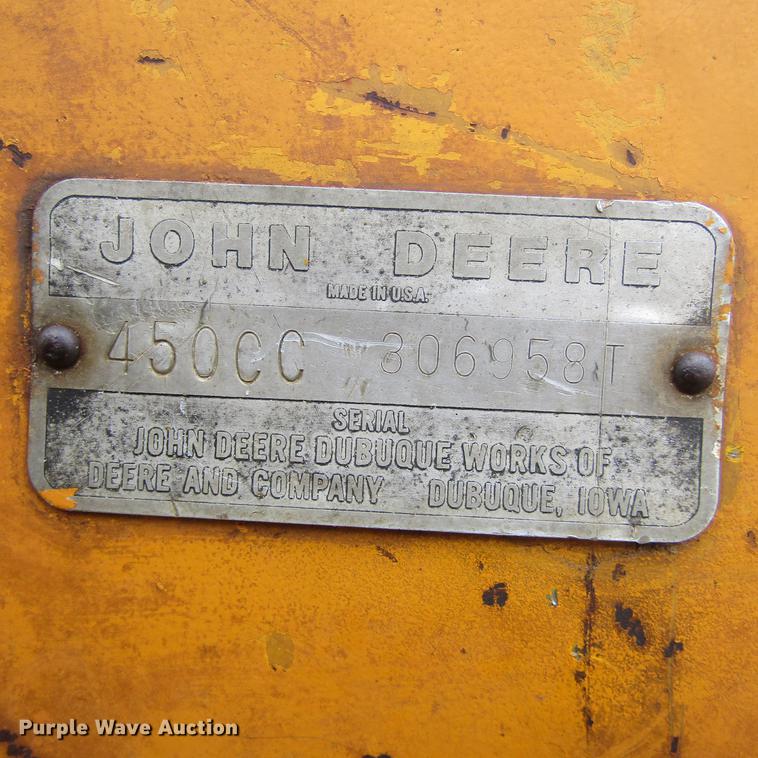 JOHN DEERE
MADE IN U.S.A.
450CC 306958T
SERIAL
JOHN DEERE DUBUQUE WORKS OF
DEERE AND COMPANY DUBUQUE, IOWA
Purple Wave Auction